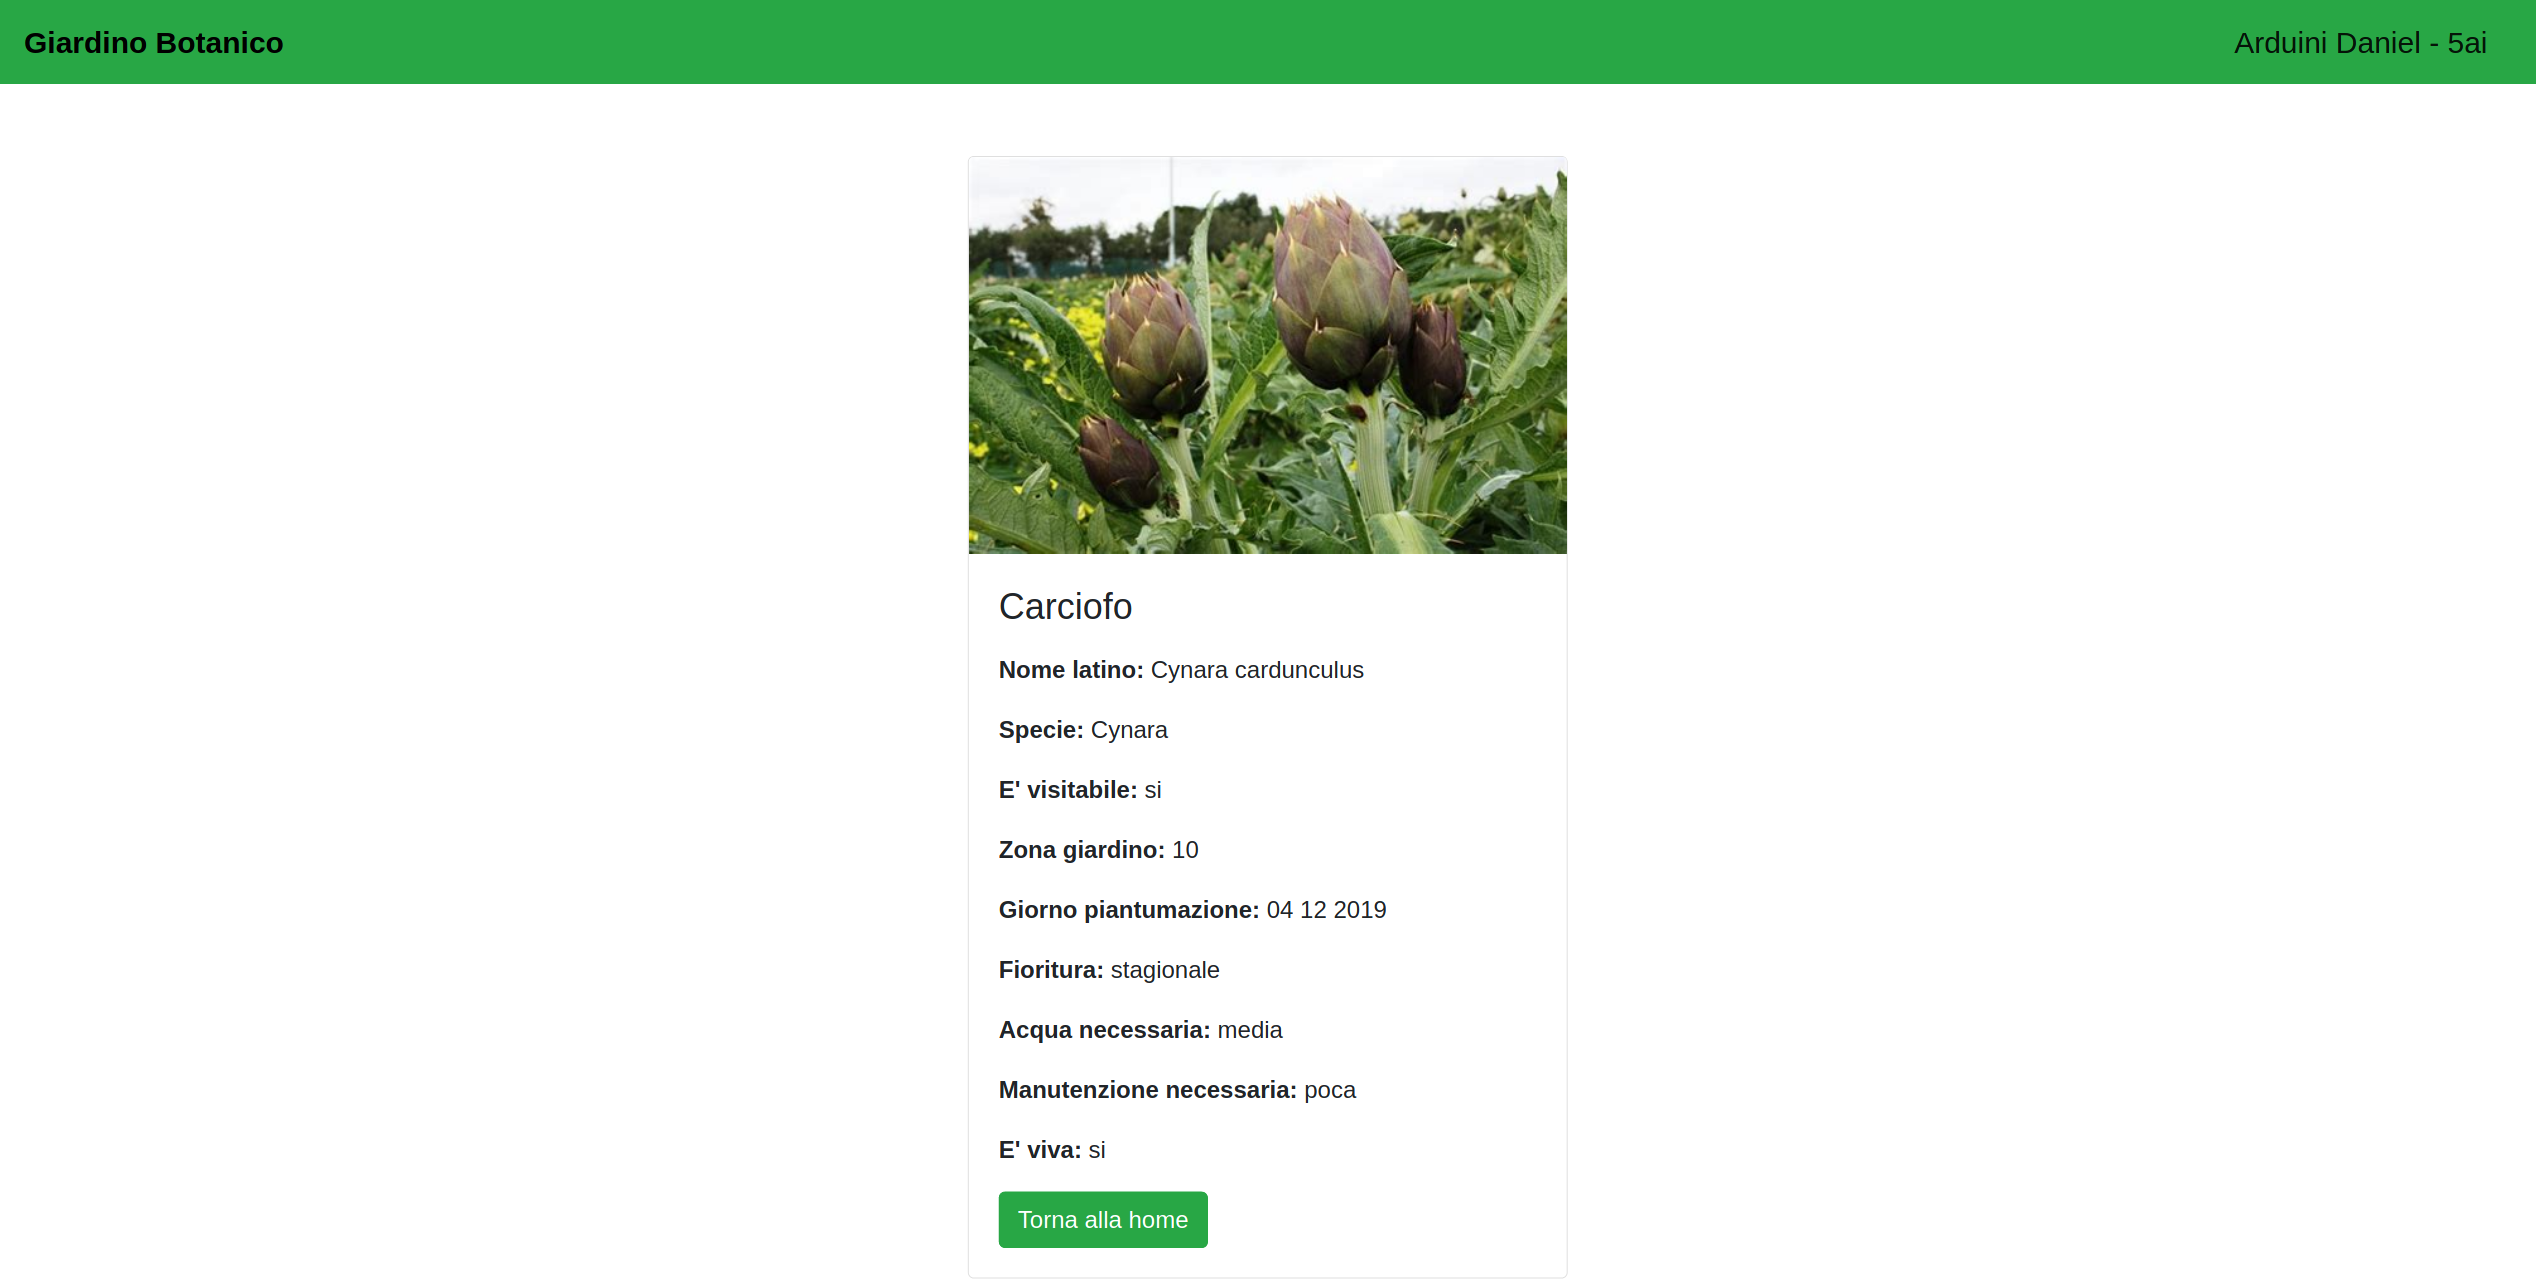 Giardino Botanico
Arduini Daniel - 5ai
Carciofo
Nome latino: Cynara cardunculus
Specie: Cynara
E' visitabile: si
Zona giardino: 10
Giorno piantumazione: 04 12 2019
Fioritura: stagionale
Acqua necessaria: media
Manutenzione necessaria: poca
E' viva: si
Torna alla home